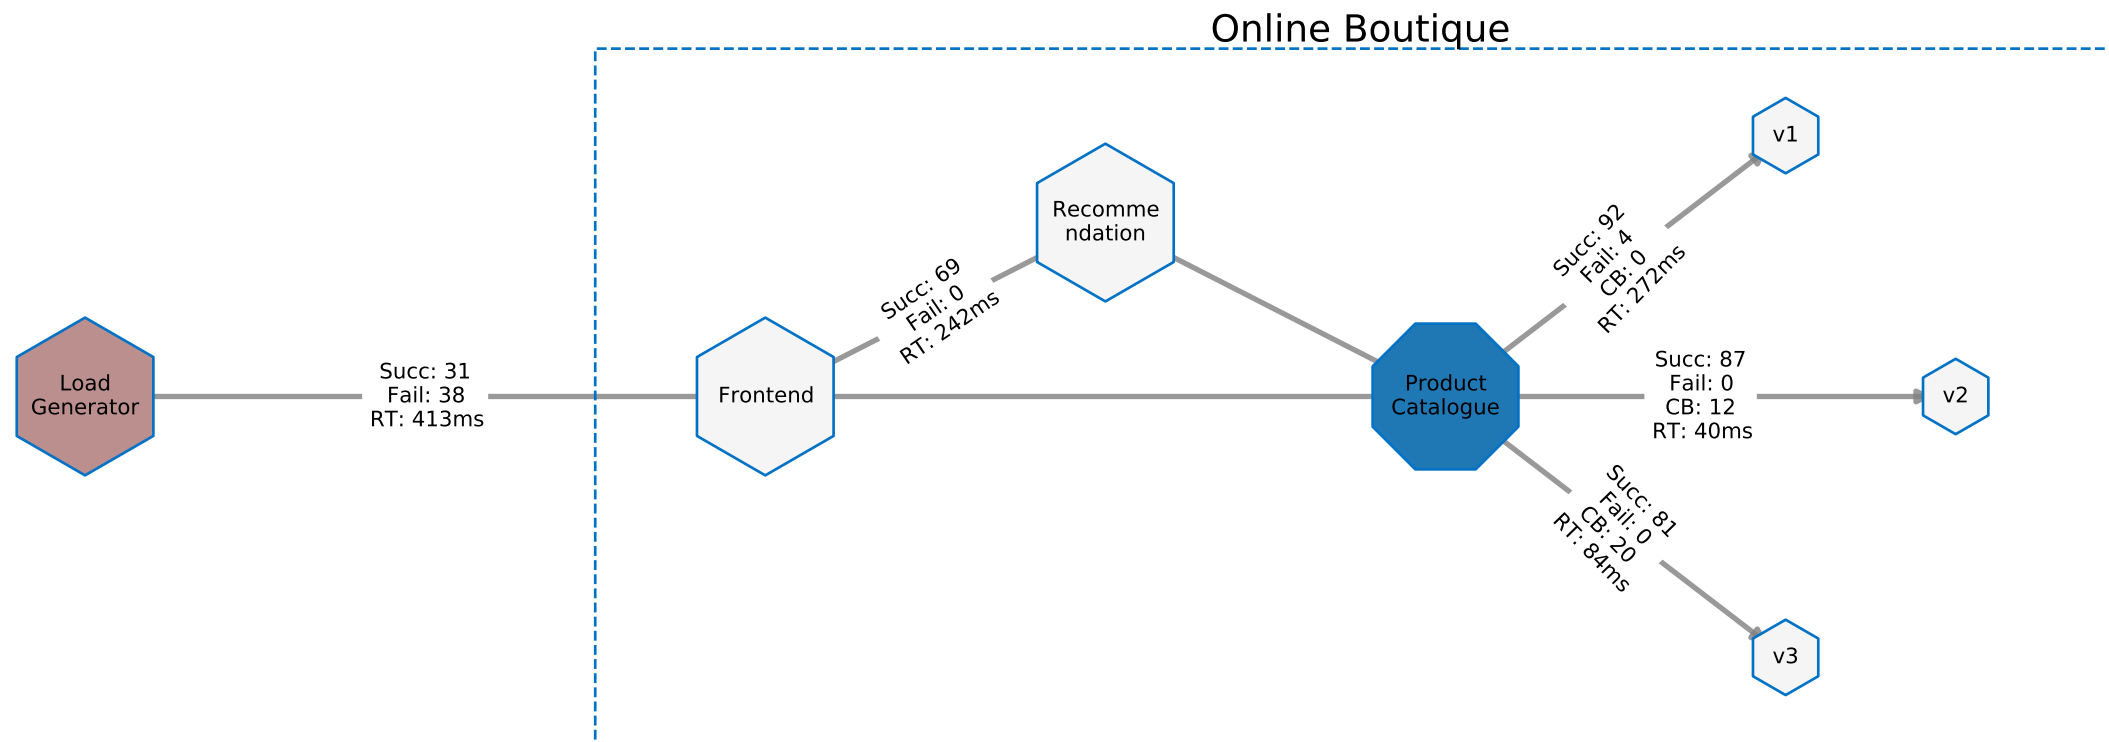 Online Boutique
Load
Generator
Succ: 31
Fail: 38
RT: 413ms
Frontend
Succ: 69
Fail: 0
RT: 242ms
Recomme
ndation
Product
Catalogue
Succ: 92
Fail: 4
CB: 0
RT: 272ms
v1
Succ: 87
Fail: 0
CB: 12
RT: 40ms
v2
Succ: 81
Fail: 0
CB: 20
RT: 84ms
v3